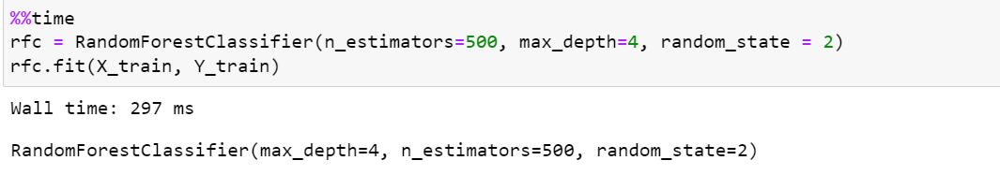 %%time
rfc = RandomForestClassifier(n_estimators=500, max_depth=4, random_state = 2)
rfc.fit(X_train, Y_train)
Wall time: 297 ms
RandomForestClassifier(max_depth=4, n_estimators=500, random_state=2)